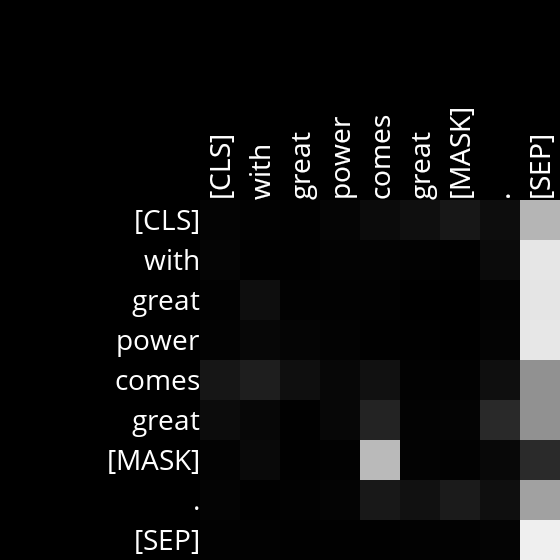 [CLS] with great power comes great [MASK] . [SEP]
[CLS]
with
great
power
comes
great
[MASK]
.
[SEP]